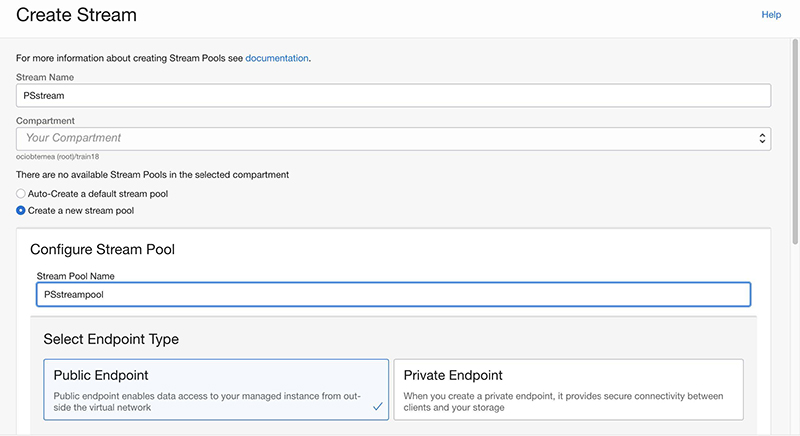 Create Stream
Help
For more information about creating Stream Pools see documentation.
Stream Name
PSstream
Compartment
Your Compartment
ociobtemea (root)/train18
There are no available Stream Pools in the selected compartment
Auto-Create a default stream pool
Create a new stream pool
Configure Stream Pool
Stream Pool Name
PSstreampool
Select Endpoint Type
Public Endpoint
Public endpoint enables data access to your managed instance from out-
side the virtual network
Private Endpoint
When you create a private endpoint, it provides secure connectivity between
clients and your storage